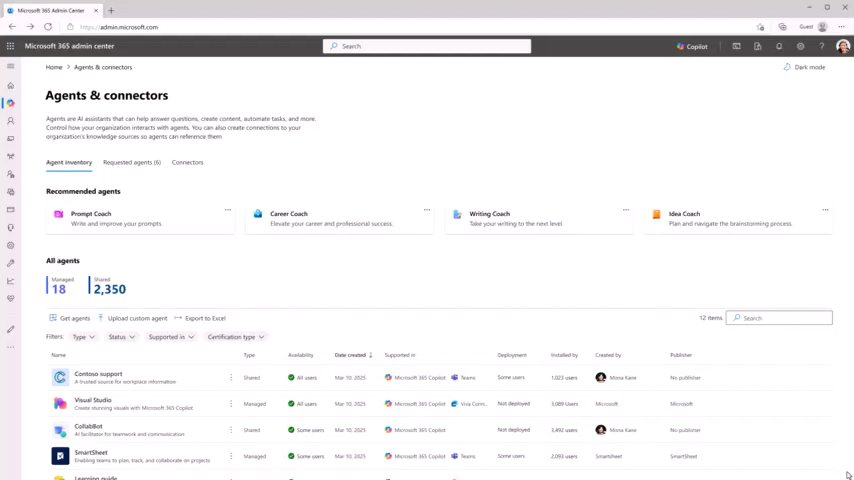 Microsoft 365 Admin Center
https://admin.microsoft.com
Guest
Microsoft 365 admin center
Search
Copilot
Home > Agents & connectors
Dark mode
Agents & connectors
Agents are AI assistants that can help answer questions, create content, automate tasks, and more.
Control how your organization interacts with agents. You can also create connections to your
organization's knowledge sources so agents can reference them
Agent inventory Requested agents (6) Connectors
Recommended agents
Prompt Coach
Write and improve your prompts.
Career Coach
Elevate your career and professional success.
Writing Coach
Take your writing to the next level.
Idea Coach
Plan and navigate the brainstorming process.
All agents
Managed
18
Shared
2,350
Get agents Upload custom agent Export to Excel
12 items Search
Filters: Type Status Supported in Certification type
Name Type Availability Date created ↓ Supported in Deployment Installed by Created by Publisher
Contoso support
A trusted source for workplace information
Shared All users Mar 10, 2025 Microsoft 365 Copilot Teams Some users 1,023 users Mona Kane No publisher
Visual Studio
Create stunning visuals with Microsoft 365 Copilot
Managed All users Mar 10, 2025 Microsoft 365 Copilot Viva Conn... Not deployed 3,089 Users Microsoft Microsoft
CollabBot
AI facilitator for teamwork and communication
Shared Some users Mar 10, 2025 Microsoft 365 Copilot Not deployed 3,492 users Mona Kane No publisher
SmartSheet
Enabling teams to plan, track, and collaborate on projects
Managed Some users Mar 10, 2025 Microsoft 365 Copilot Teams Some users 2,093 users Smartsheet SmartSheet
Learning guide